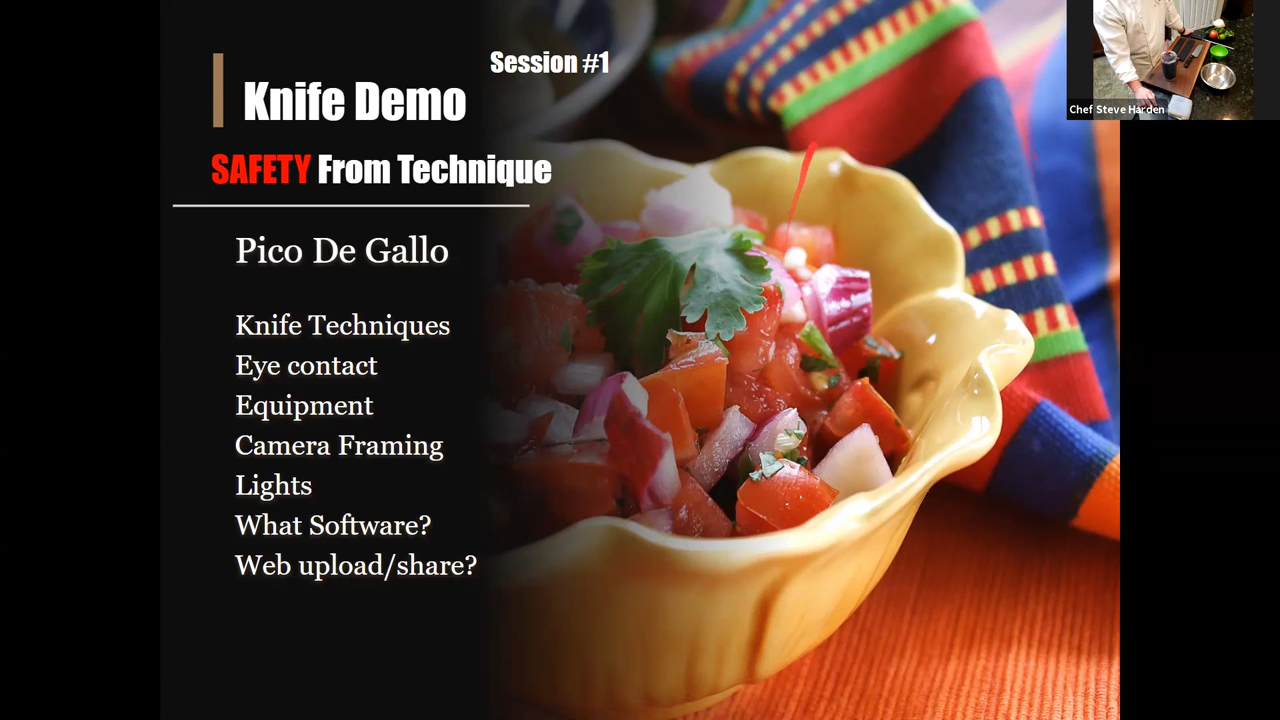 Session #1
Knife Demo
SAFETY From Technique
Pico De Gallo
Knife Techniques
Eye contact
Equipment
Camera Framing
Lights
What Software?
Web upload/share?
Chef Steve Harden